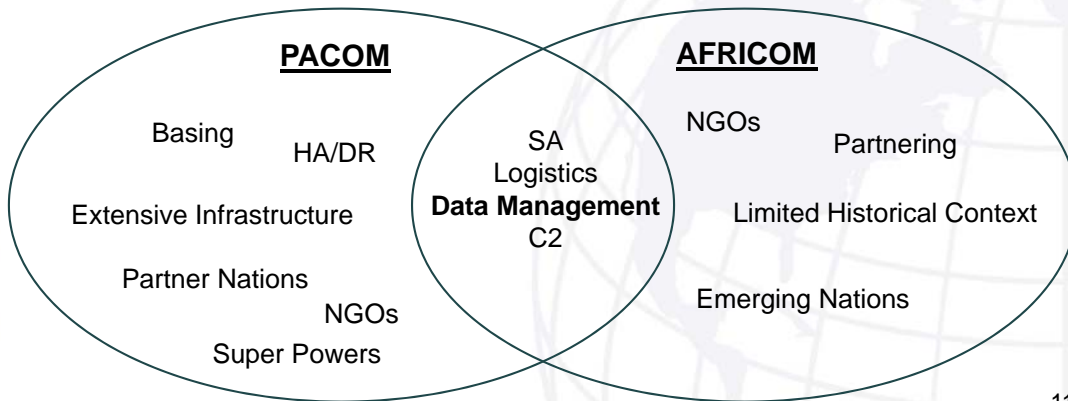 PACOM
AFRICOM
Basing
HA/DR
Extensive Infrastructure
Partner Nations
NGOs
Super Powers
SA
Logistics
Data Management
C2
NGOs
Partnering
Limited Historical Context
Emerging Nations